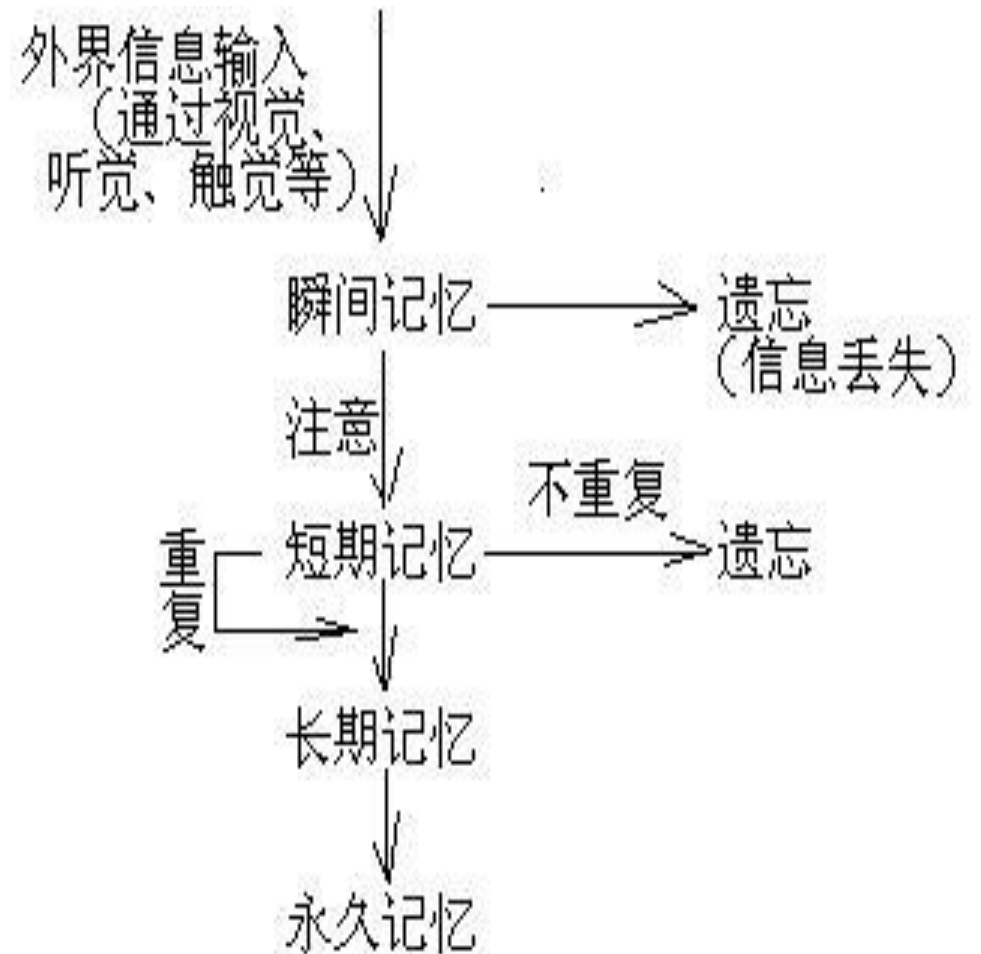 外界信息输入
(通过视觉、
听觉、触觉等)
瞬间记忆
遗忘
(信息丢失)
注意
不重复
短期记忆
遗忘
重复
长期记忆
永久记忆